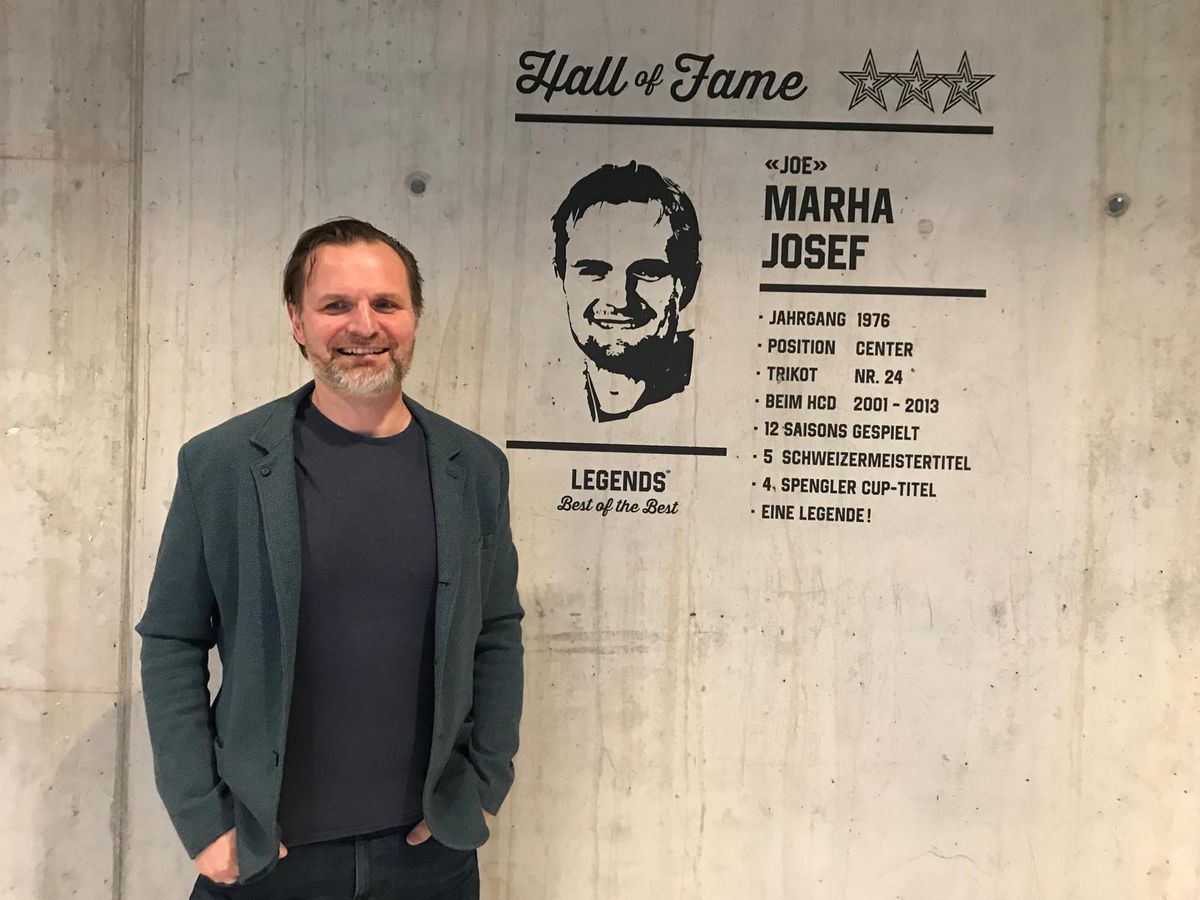 Hall of Fame
«JOE»
MARHA
JOSEF
· JAHRGANG 1976
· POSITION CENTER
· TRIKOT NR. 24
· BEIM HCD 2001 - 2013
· 12 SAISONS GESPIELT
· 5 SCHWEIZERMEISTERTITEL
· 4 SPENGLER CUP-TITEL
· EINE LEGENDE!
LEGENDS
Best of the Best